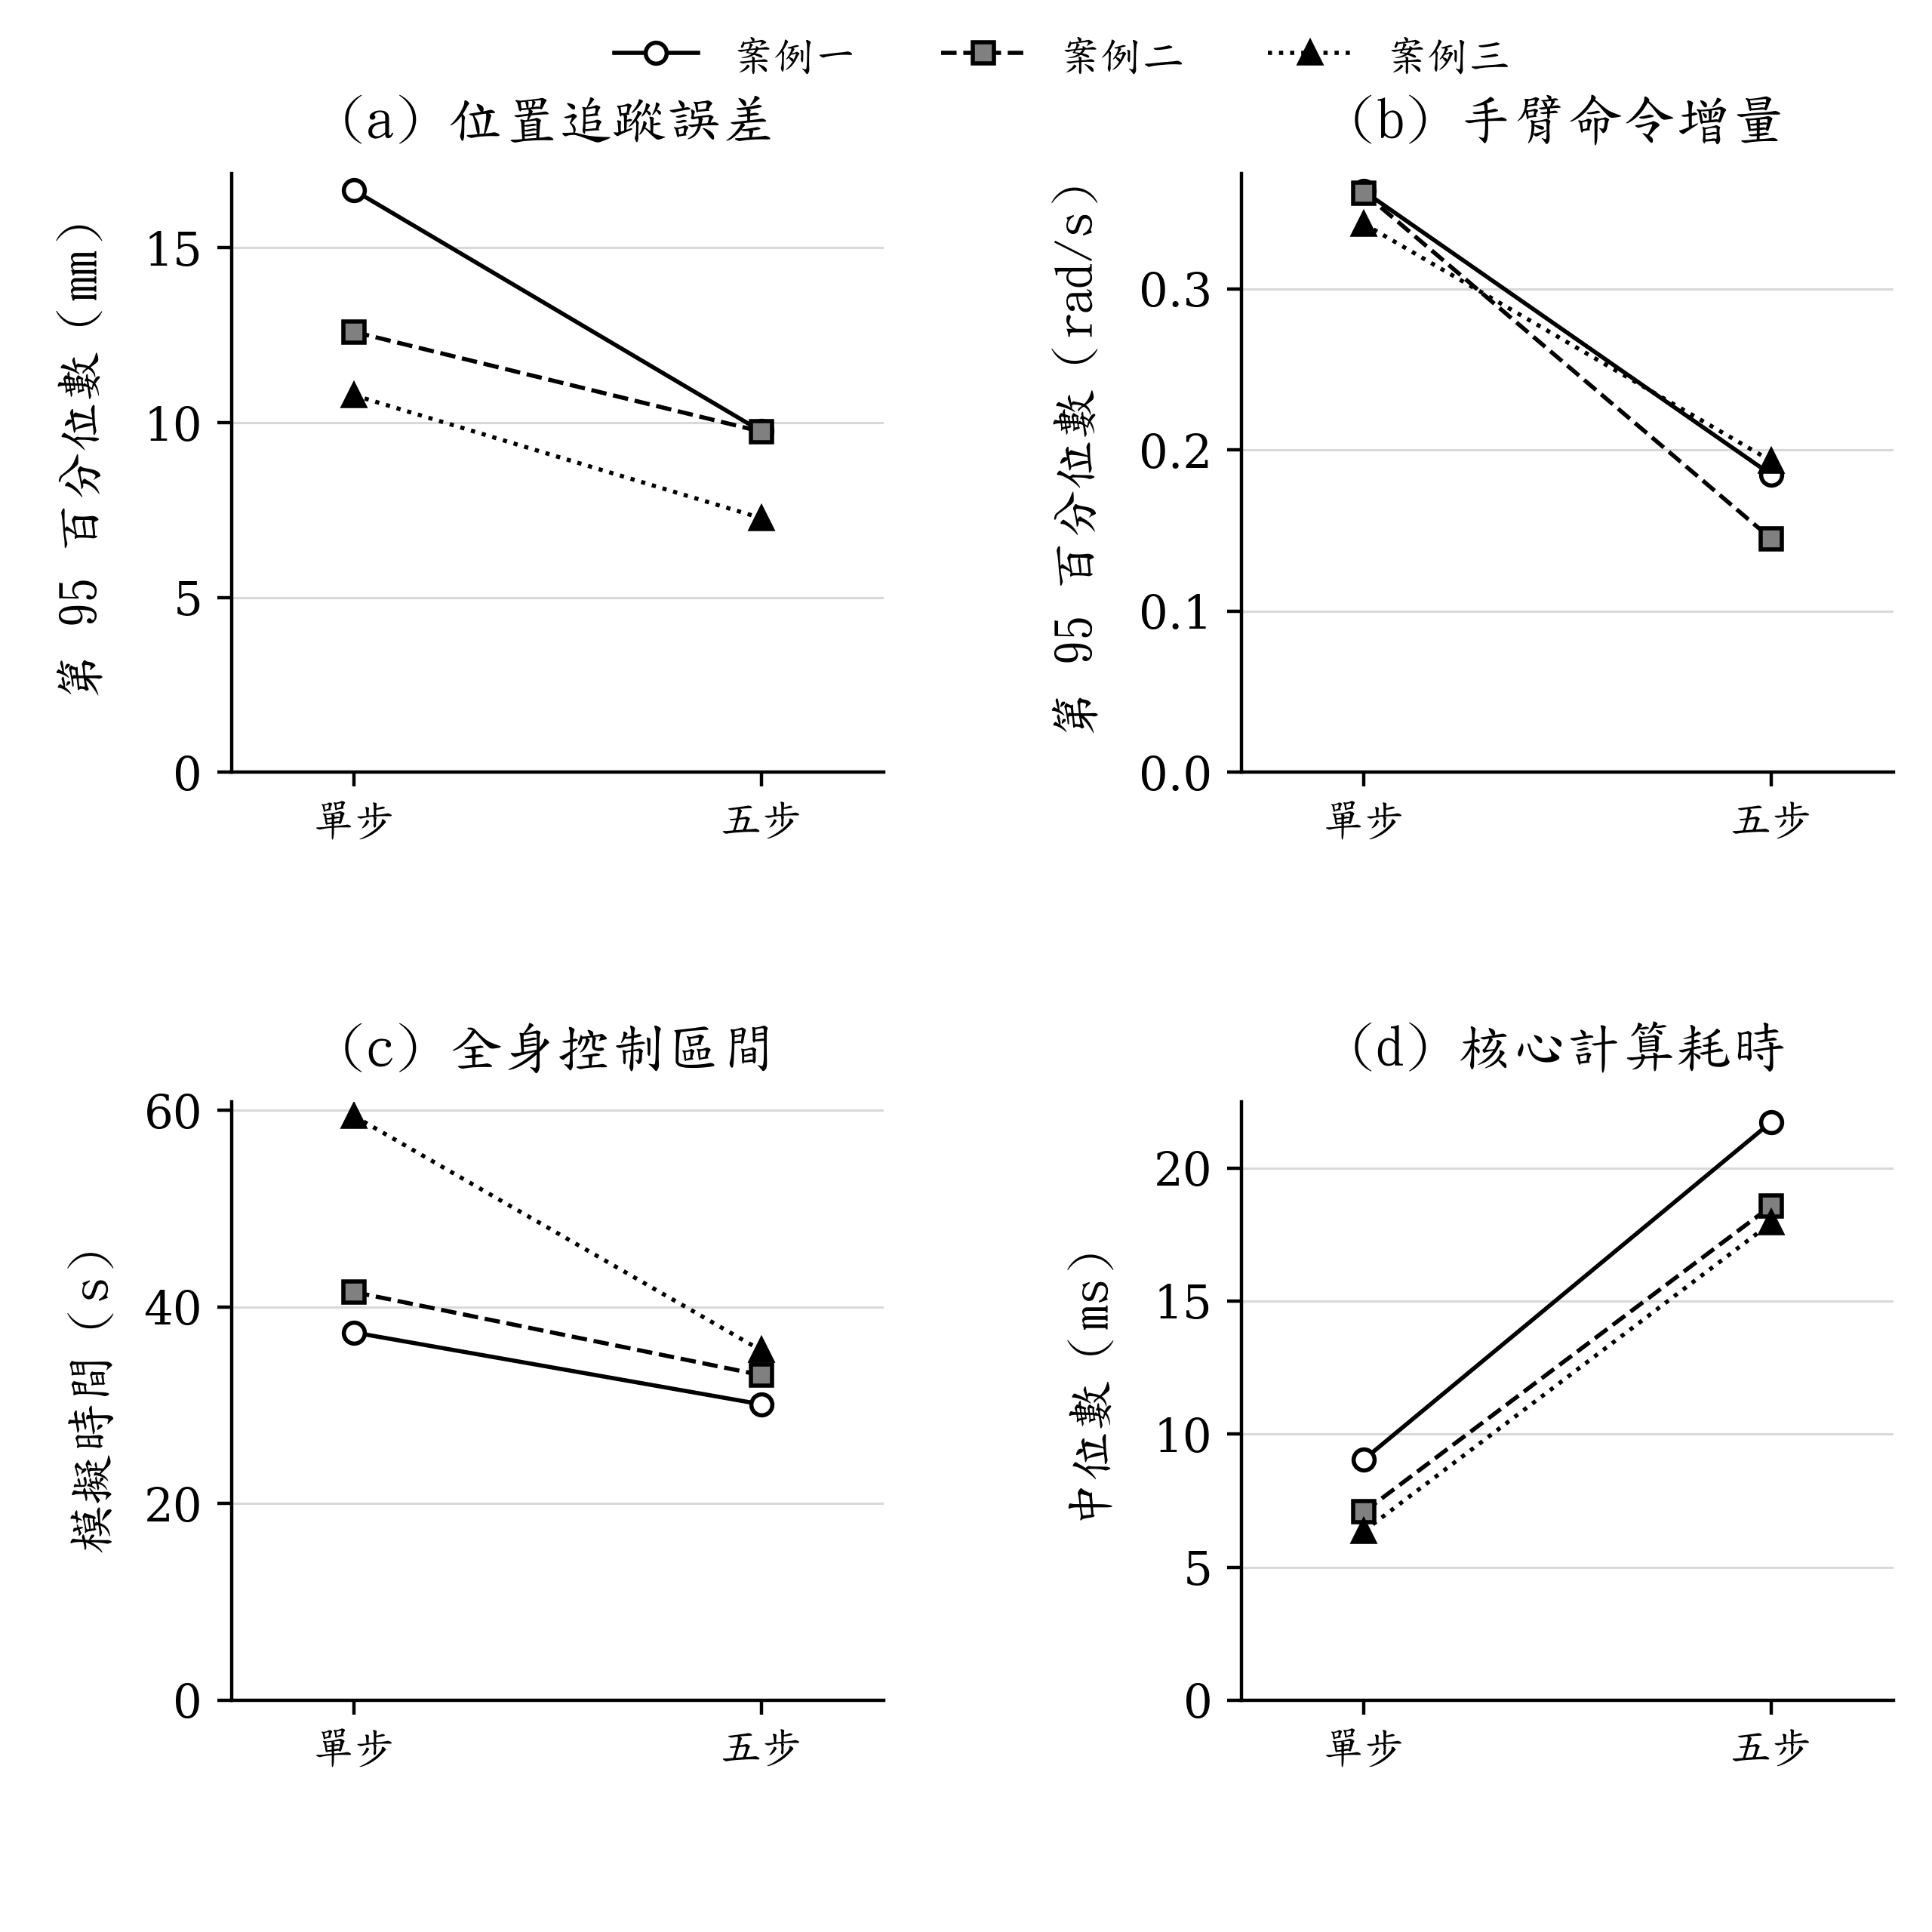 案例一 案例二 案例三
(a) 位置追蹤誤差
第 95 百分位數 (mm)
15
10
5
0
單步 五步
(b) 手臂命令增量
第 95 百分位數 (rad/s)
0.3
0.2
0.1
0.0
單步 五步
(c) 全身控制區間
模擬時間 (s)
60
40
20
0
單步 五步
(d) 核心計算耗時
中位數 (ms)
20
15
10
5
0
單步 五步